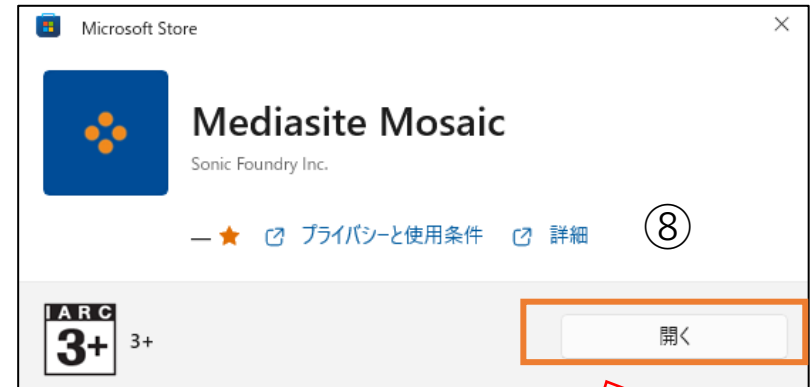 Microsoft Store
Mediasite Mosaic
Sonic Foundry Inc.
— ★ プライバシーと使用条件 詳細 ⑧
IARC
3+ 3+
開く